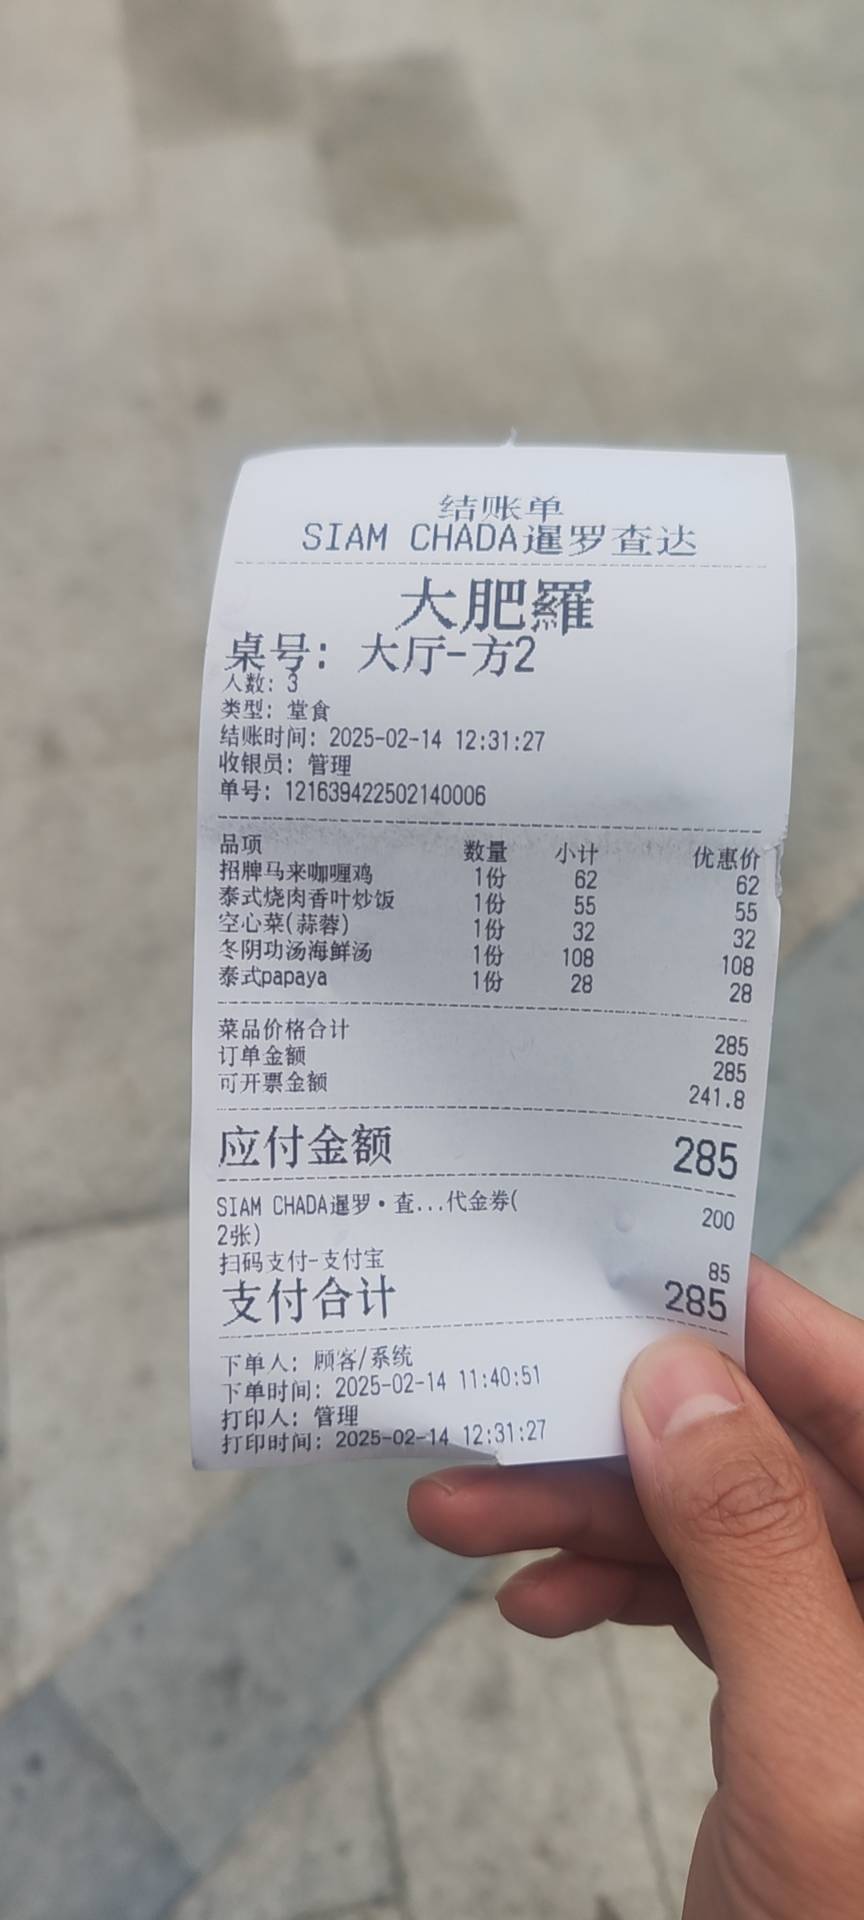 结账单
SIAM CHADA暹罗查达
大肥羅
桌号: 大厅-方2
人数: 3
类型: 堂食
结账时间: 2025-02-14 12:31:27
收银员: 管理
单号: 121639422502140006
品项 数量 小计 优惠价
招牌马来咖喱鸡 1份 62 62
泰式烧肉香叶炒饭 1份 55 55
空心菜(蒜蓉) 1份 32 32
冬阴功汤海鲜汤 1份 108 108
泰式papaya 1份 28 28
菜品价格合计 285
订单金额 285
可开票金额 241.8
应付金额 285
SIAM CHADA暹罗·查...代金券( 200
2张)
扫码支付-支付宝 85
支付合计 285
下单人: 顾客/系统
下单时间: 2025-02-14 11:40:51
打印人: 管理
打印时间: 2025-02-14 12:31:27